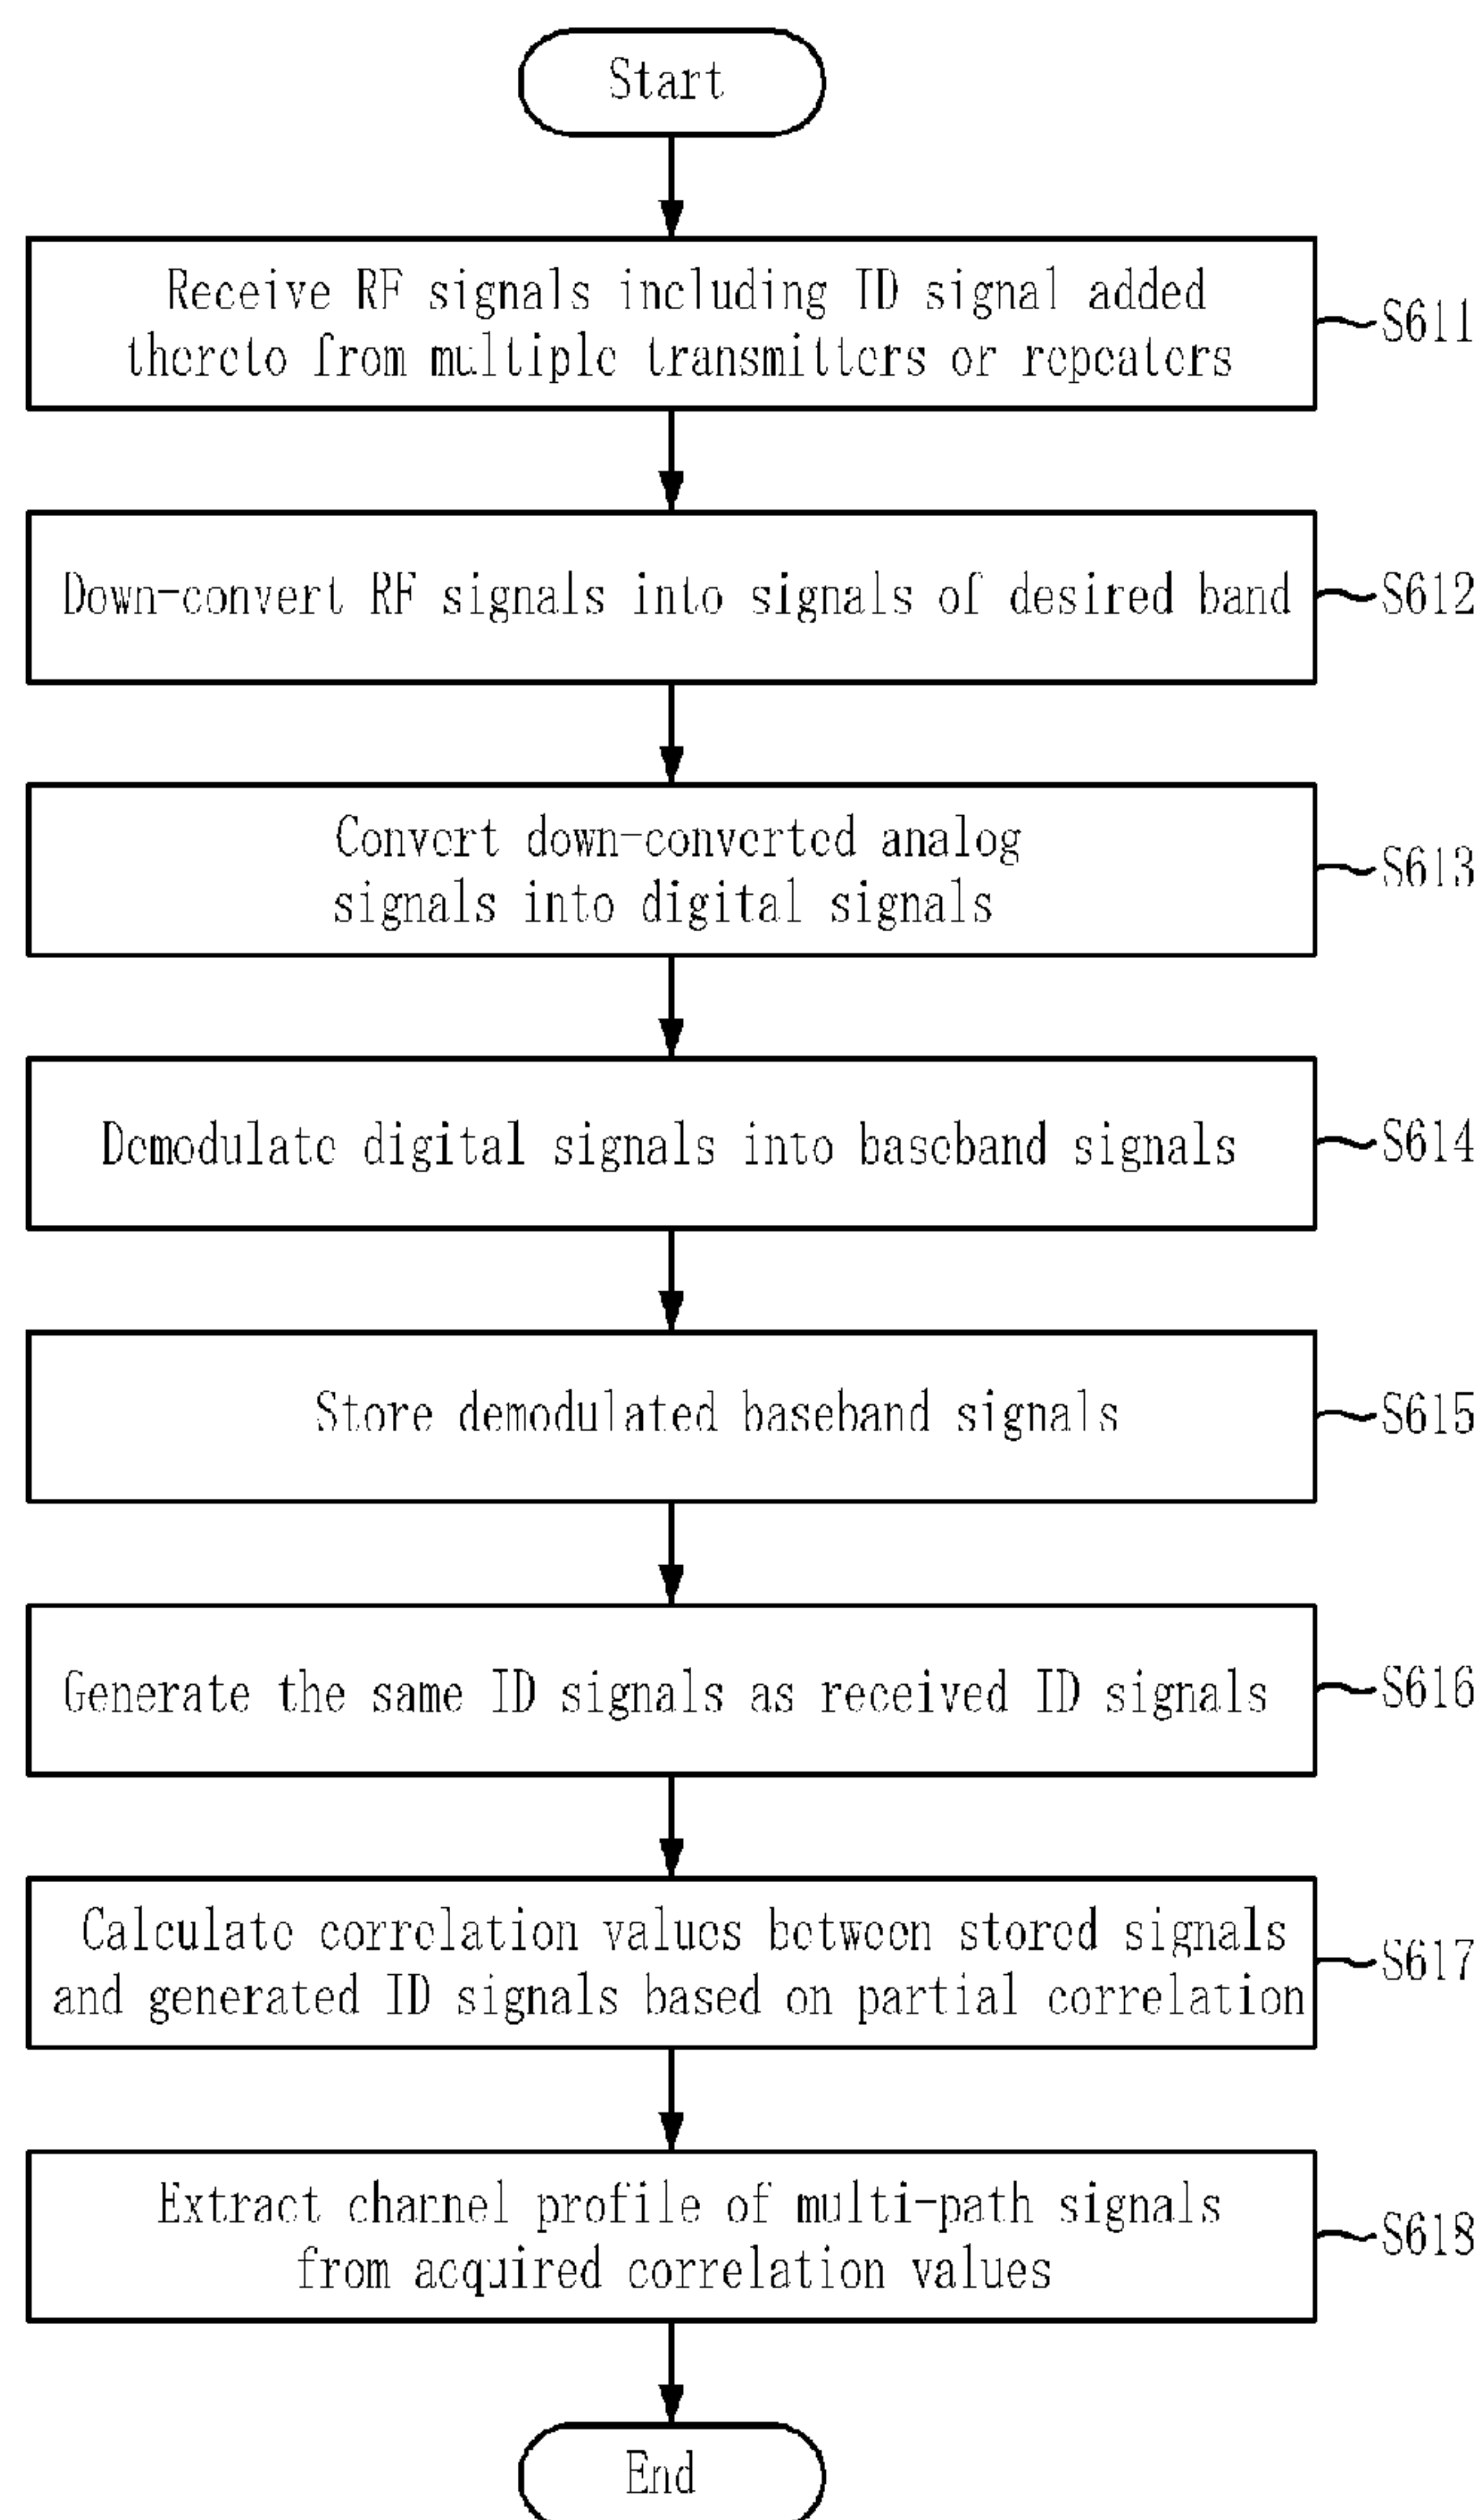 Start
Receive RF signals including ID signal added
thereto from multiple transmitters or repeaters
S611
Down-convert RF signals into signals of desired band
S612
Convert down-converted analog
signals into digital signals
S613
Demodulate digital signals into baseband signals
S614
Store demodulated baseband signals
S615
Generate the same ID signals as received ID signals
S616
Calculate correlation values between stored signals
and generated ID signals based on partial correlation
S617
Extract channel profile of multi-path signals
from acquired correlation values
S618
End